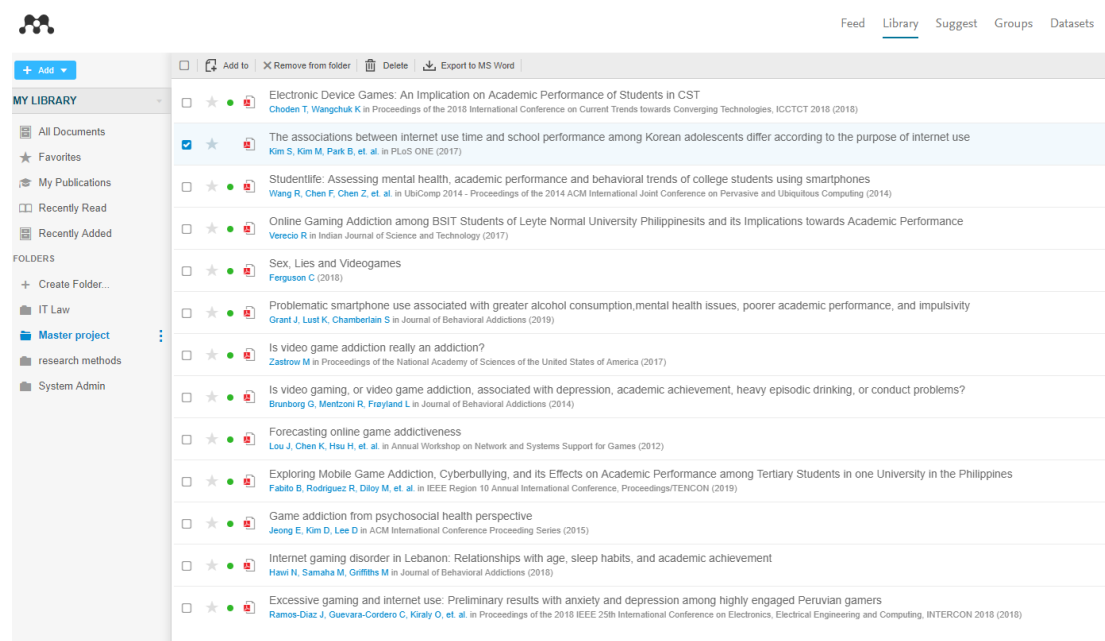 Feed Library Suggest Groups Datasets
+ Add
Add to Remove from folder Delete Export to MS Word
MY LIBRARY
All Documents
Favorites
My Publications
Recently Read
Recently Added
FOLDERS
+ Create Folder...
IT Law
Master project
research methods
System Admin
Electronic Device Games: An Implication on Academic Performance of Students in CST
Choden T, Wangchuk K in Proceedings of the 2018 International Conference on Current Trends towards Converging Technologies, ICCTCT 2018 (2018)
The associations between internet use time and school performance among Korean adolescents differ according to the purpose of internet use
Kim S, Kim M, Park B, et. al. in PLoS ONE (2017)
Studentlife: Assessing mental health, academic performance and behavioral trends of college students using smartphones
Wang R, Chen F, Chen Z, et. al. in UbiComp 2014 - Proceedings of the 2014 ACM International Joint Conference on Pervasive and Ubiquitous Computing (2014)
Online Gaming Addiction among BSIT Students of Leyte Normal University Philippinesits and its Implications towards Academic Performance
Verecio R in Indian Journal of Science and Technology (2017)
Sex, Lies and Videogames
Ferguson C (2018)
Problematic smartphone use associated with greater alcohol consumption,mental health issues, poorer academic performance, and impulsivity
Grant J, Lust K, Chamberlain S in Journal of Behavioral Addictions (2019)
Is video game addiction really an addiction?
Zastrow M in Proceedings of the National Academy of Sciences of the United States of America (2017)
Is video gaming, or video game addiction, associated with depression, academic achievement, heavy episodic drinking, or conduct problems?
Brunborg G, Mentzoni R, Frøyland L in Journal of Behavioral Addictions (2014)
Forecasting online game addictiveness
Lou J, Chen K, Hsu H, et. al. in Annual Workshop on Network and Systems Support for Games (2012)
Exploring Mobile Game Addiction, Cyberbullying, and its Effects on Academic Performance among Tertiary Students in one University in the Philippines
Fabito B, Rodriguez R, Diloy M, et. al. in IEEE Region 10 Annual International Conference, Proceedings/TENCON (2019)
Game addiction from psychosocial health perspective
Jeong E, Kim D, Lee D in ACM International Conference Proceeding Series (2015)
Internet gaming disorder in Lebanon: Relationships with age, sleep habits, and academic achievement
Hawi N, Samaha M, Griffiths M in Journal of Behavioral Addictions (2018)
Excessive gaming and internet use: Preliminary results with anxiety and depression among highly engaged Peruvian gamers
Ramos-Diaz J, Guevara-Cordero C, Kiraly O, et. al. in Proceedings of the 2018 IEEE 25th International Conference on Electronics, Electrical Engineering and Computing, INTERCON 2018 (2018)